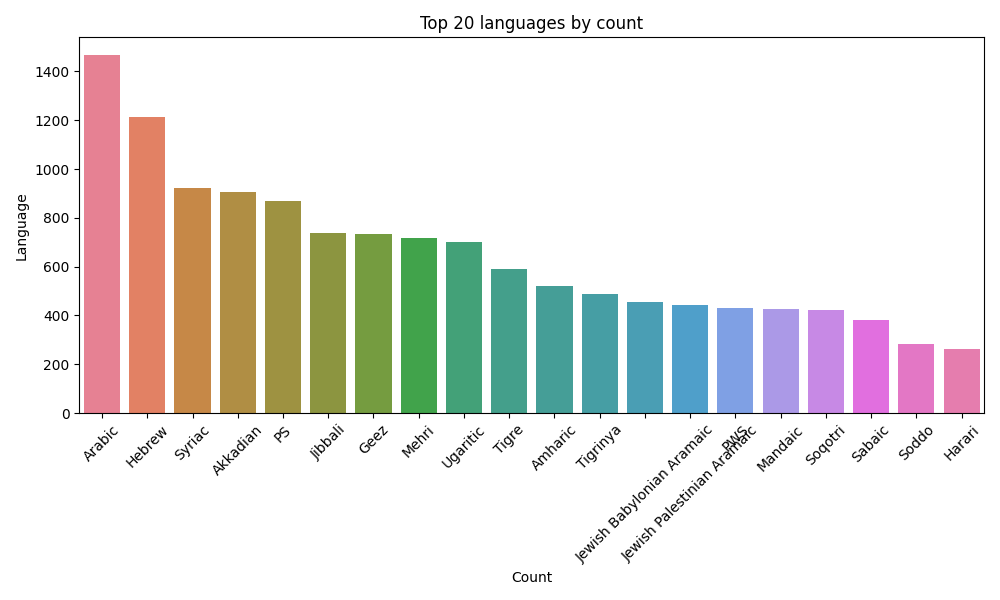 Top 20 languages by count
Language
1400
1200
1000
800
600
400
200
0
Arabic
Hebrew
Syriac
Akkadian
PS
Jibbali
Geez
Mehri
Ugaritic
Tigre
Amharic
Tigrinya
Jewish Babylonian Aramaic
Jewish Palestinian Aramaic
PWS
Mandaic
Soqotri
Sabaic
Soddo
Harari
Count